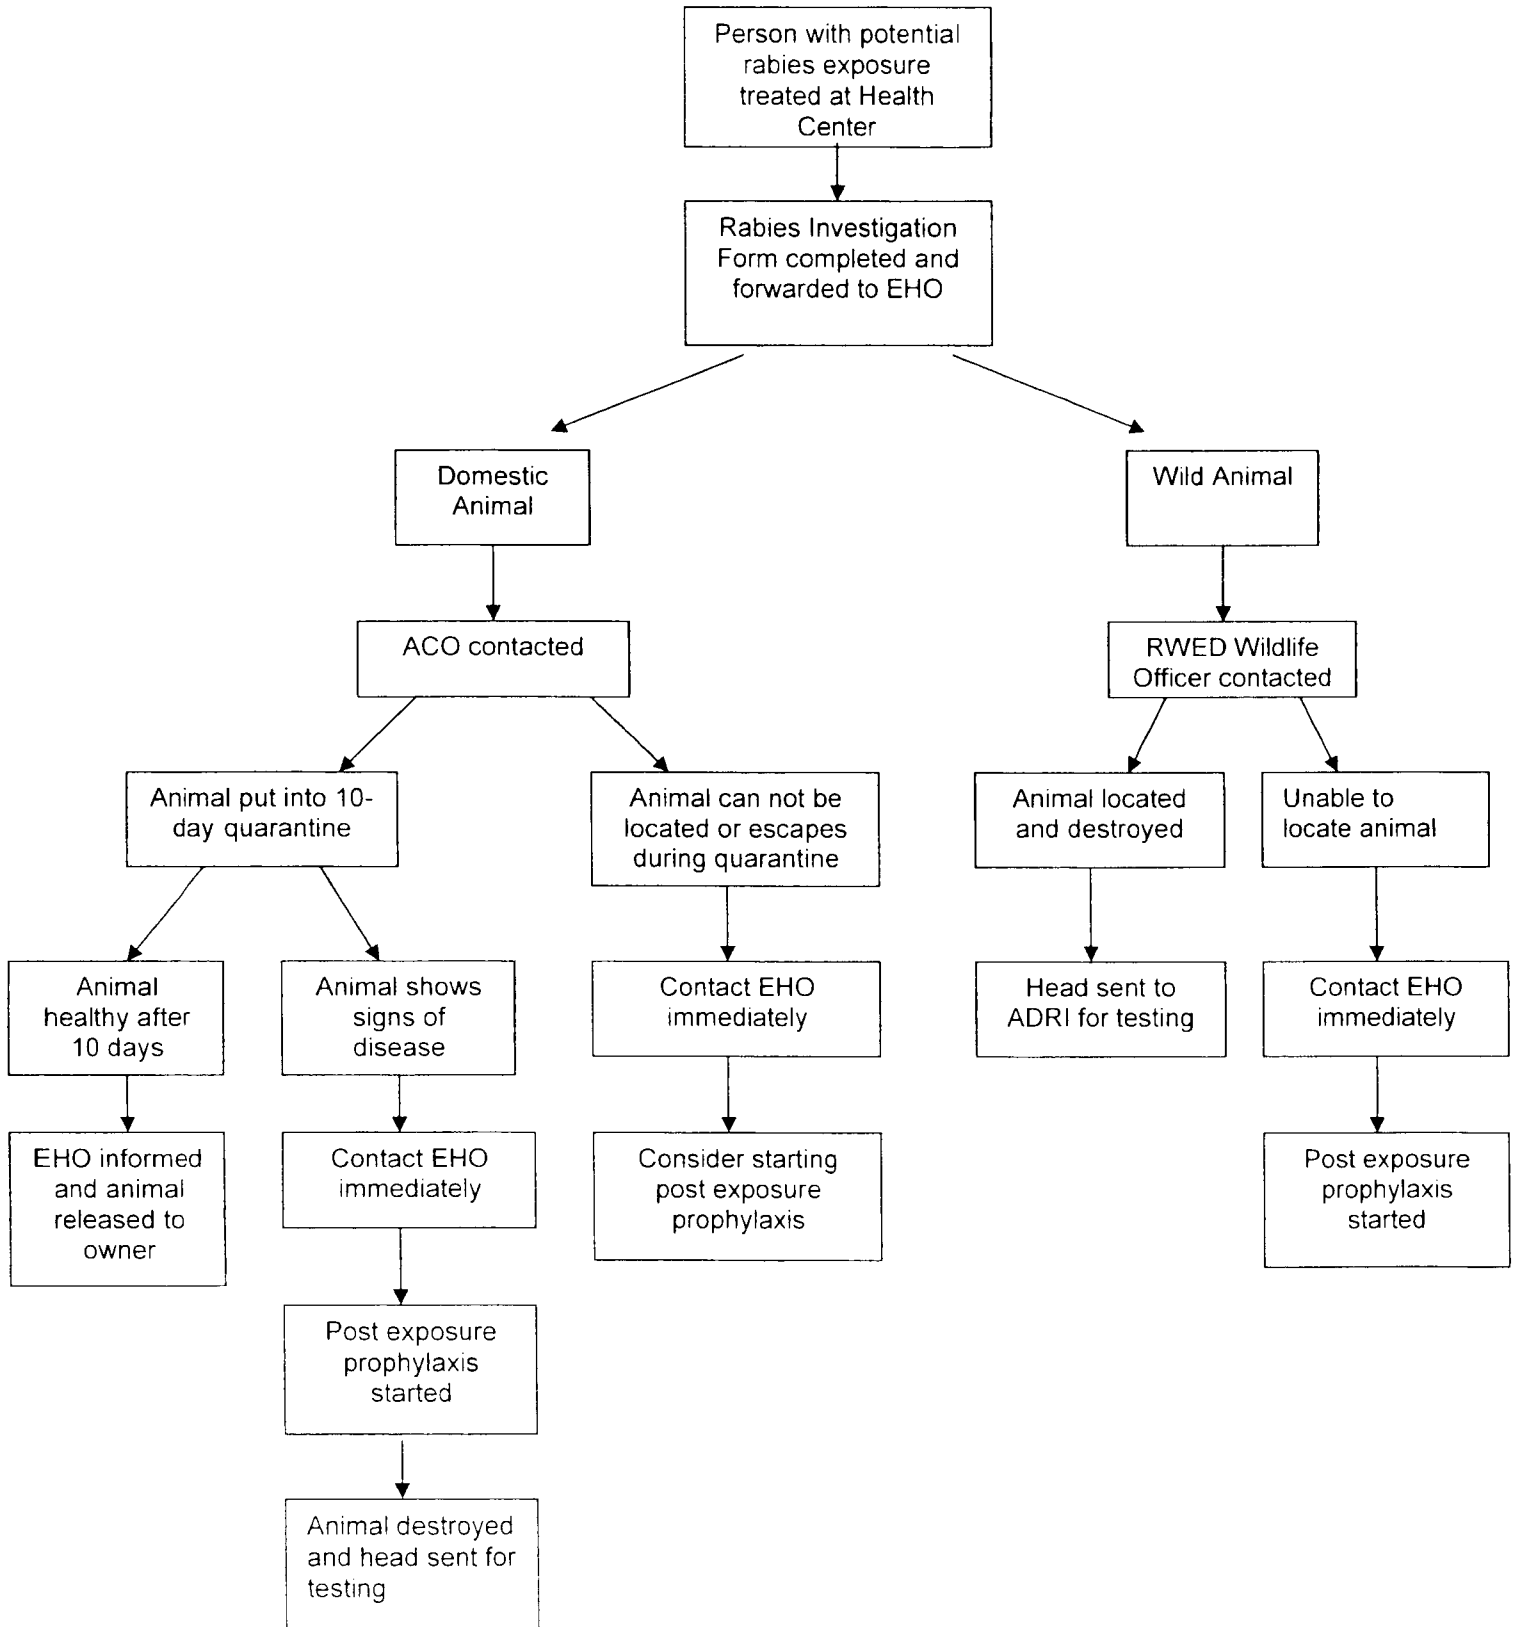 Person with potential
rabies exposure
treated at Health
Center
Rabies Investigation
Form completed and
forwarded to EHO
Domestic
Animal
Wild Animal
ACO contacted
RWED Wildlife
Officer contacted
Animal put into 10-
day quarantine
Animal can not be
located or escapes
during quarantine
Animal located
and destroyed
Unable to
locate animal
Animal
healthy after
10 days
Animal shows
signs of
disease
Contact EHO
immediately
Head sent to
ADRI for testing
Contact EHO
immediately
EHO informed
and animal
released to
owner
Contact EHO
immediately
Consider starting
post exposure
prophylaxis
Post exposure
prophylaxis
started
Post exposure
prophylaxis
started
Animal destroyed
and head sent for
testing